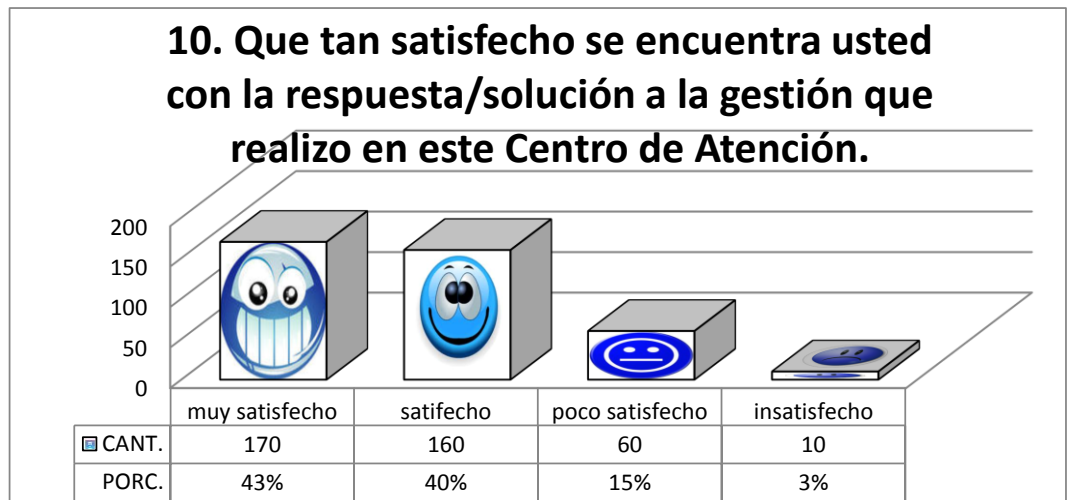 10. Que tan satisfecho se encuentra usted
con la respuesta/solución a la gestión que
realizo en este Centro de Atención.
200
150
100
50
0
muy satisfecho satifecho poco satisfecho insatisfecho
CANT. 170 160 60 10
PORC. 43% 40% 15% 3%